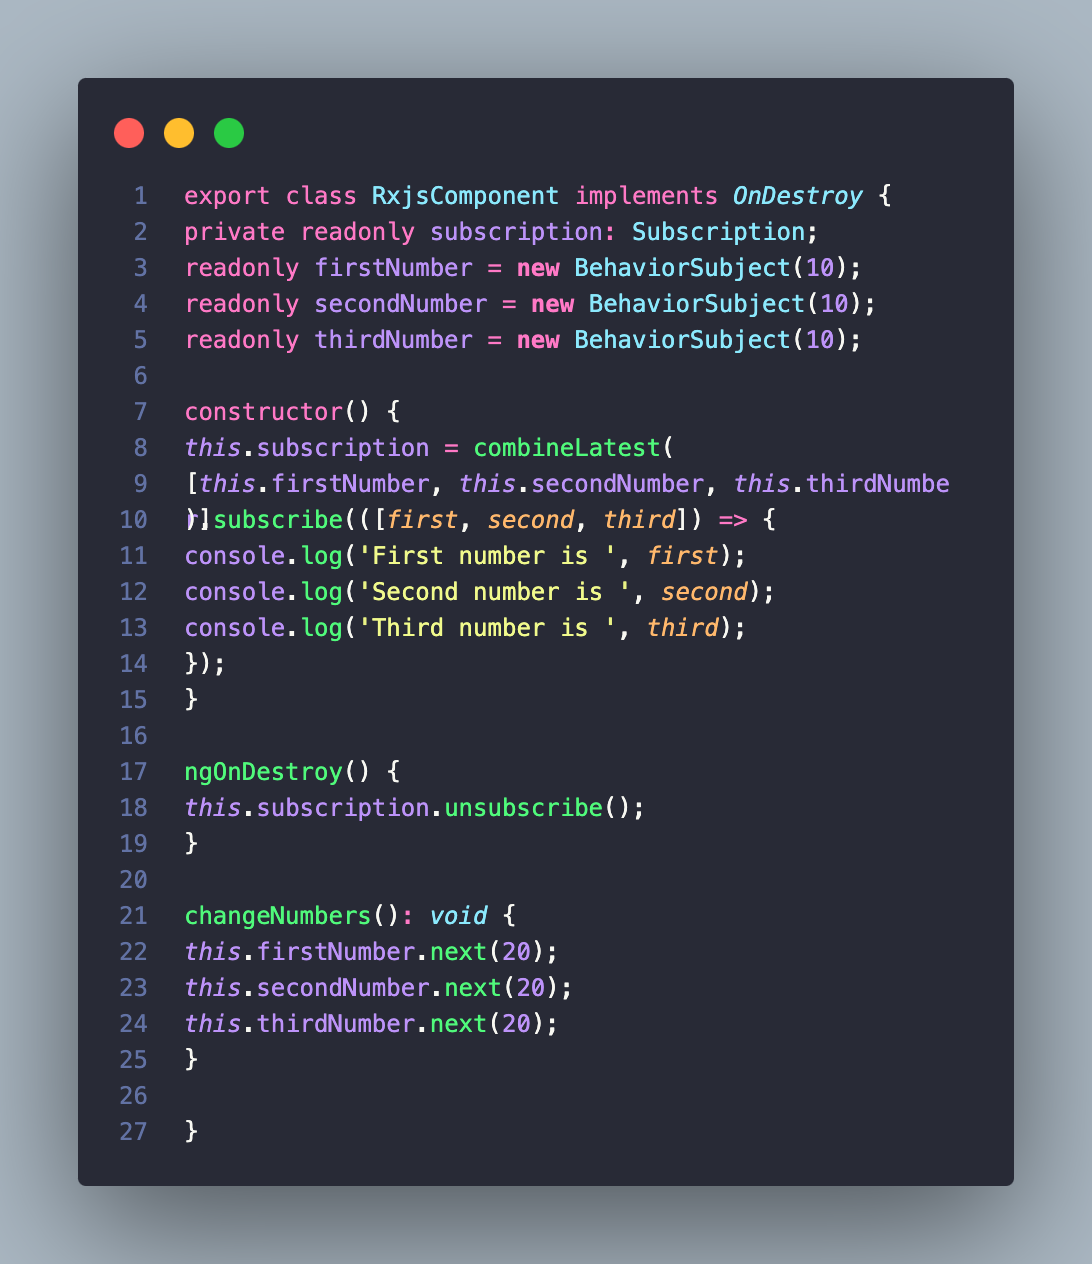 1 export class RxjsComponent implements OnDestroy {
2 private readonly subscription: Subscription;
3 readonly firstNumber = new BehaviorSubject(10);
4 readonly secondNumber = new BehaviorSubject(10);
5 readonly thirdNumber = new BehaviorSubject(10);
6
7 constructor() {
8 this.subscription = combineLatest(
9 [this.firstNumber, this.secondNumber, this.thirdNumbe
r]
10 ).subscribe(([first, second, third]) => {
11 console.log('First number is ', first);
12 console.log('Second number is ', second);
13 console.log('Third number is ', third);
14 });
15 }
16
17 ngOnDestroy() {
18 this.subscription.unsubscribe();
19 }
20
21 changeNumbers(): void {
22 this.firstNumber.next(20);
23 this.secondNumber.next(20);
24 this.thirdNumber.next(20);
25 }
26
27 }